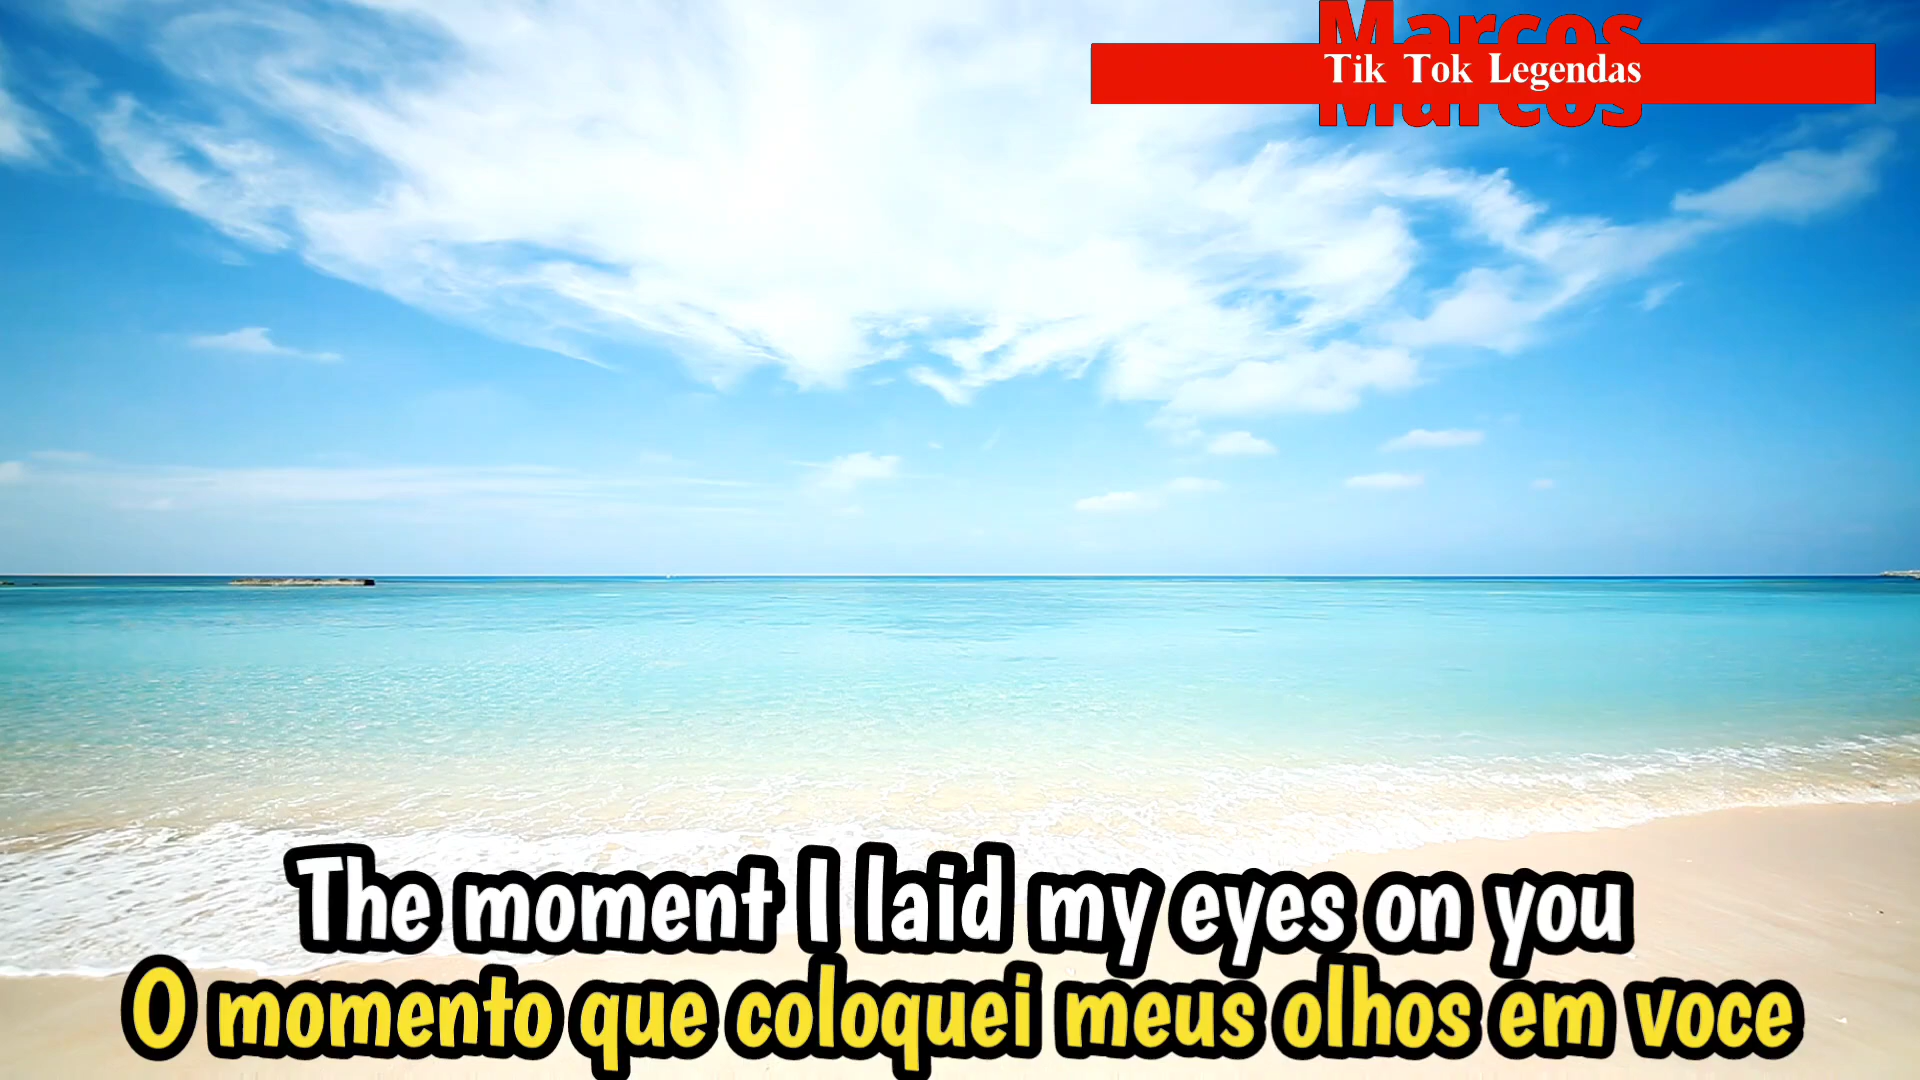 Marcos
Tik Tok Legendas
Marcos
The moment I laid my eyes on you
O momento que coloquei meus olhos em voce